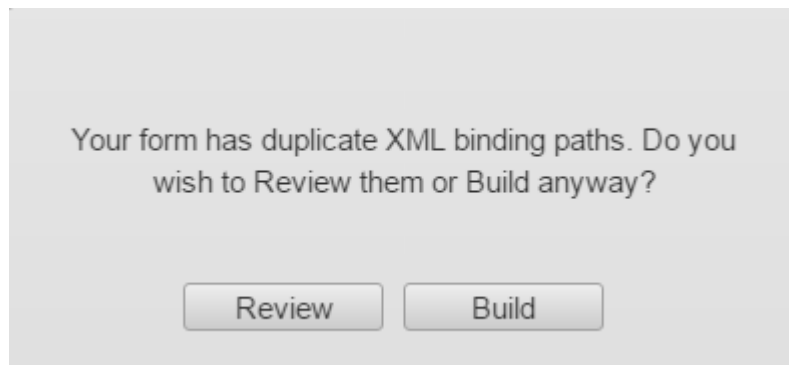 Your form has duplicate XML binding paths. Do you
wish to Review them or Build anyway?
Review Build